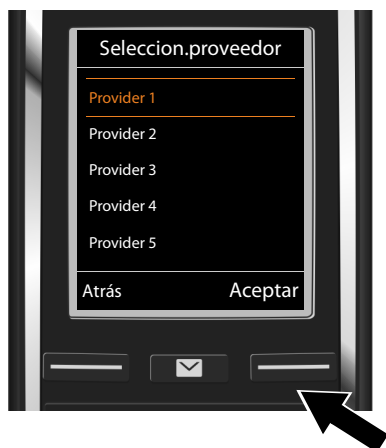 Seleccion.proveedor
Provider 1
Provider 2
Provider 3
Provider 4
Provider 5
Atrás Aceptar